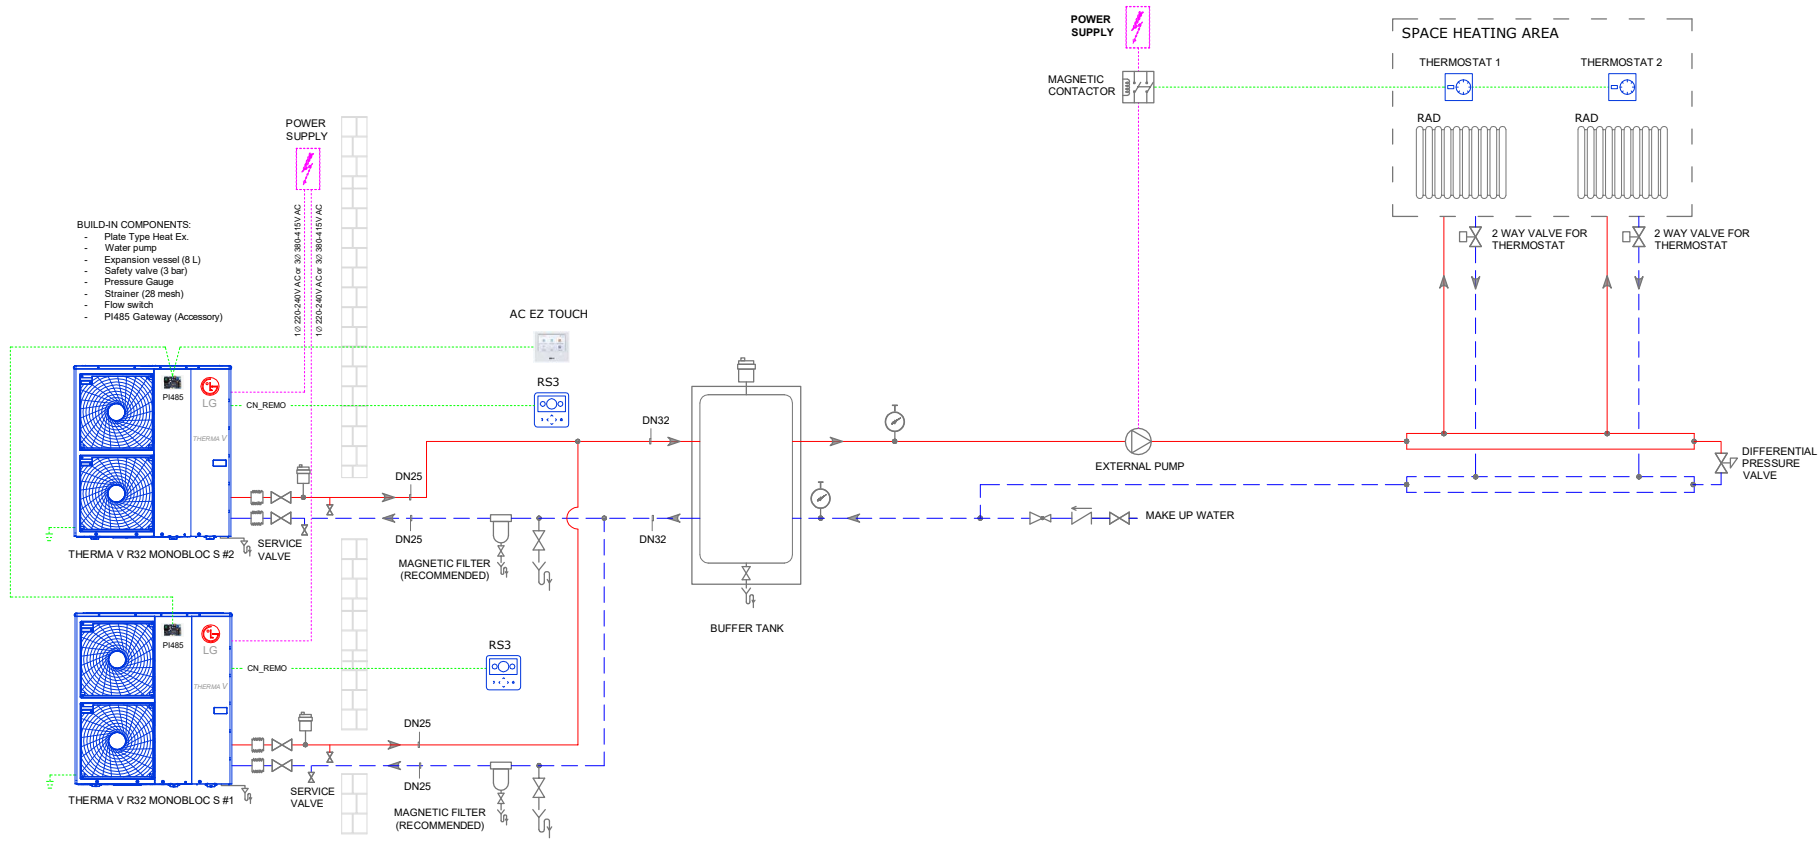 POWER
SUPPLY
SPACE HEATING AREA
THERMOSTAT 1
THERMOSTAT 2
MAGNETIC
CONTACTOR
RAD
RAD
POWER
SUPPLY
1∅ 220-240V AC or 3∅ 380-415V AC
1∅ 220-240V AC or 3∅ 380-415V AC
BUILD-IN COMPONENTS:
- Plate Type Heat Ex.
- Water pump
- Expansion vessel (8 L)
- Safety valve (3 bar)
- Pressure Gauge
- Strainer (28 mesh)
- Flow switch
- PI485 Gateway (Accessory)
2 WAY VALVE FOR
THERMOSTAT
2 WAY VALVE FOR
THERMOSTAT
AC EZ TOUCH
RS3
PI485
LG
CN_REMO
THERMA V
DN32
DN25
EXTERNAL PUMP
DIFFERENTIAL
PRESSURE
VALVE
MAKE UP WATER
DN25
DN32
SERVICE
VALVE
THERMA V R32 MONOBLOC S #2
MAGNETIC FILTER
(RECOMMENDED)
BUFFER TANK
PI485
LG
CN_REMO
RS3
THERMA V
DN25
DN25
SERVICE
VALVE
THERMA V R32 MONOBLOC S #1
MAGNETIC FILTER
(RECOMMENDED)